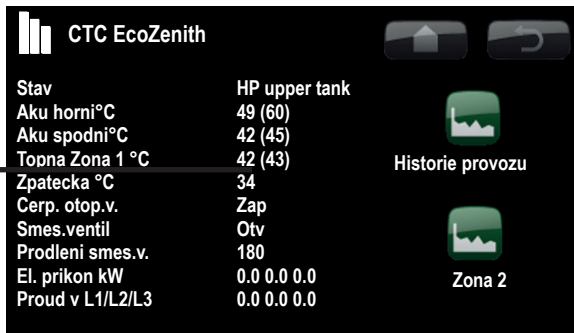 CTC EcoZenith
Stav HP upper tank
Aku horni°C 49 (60)
Aku spodni°C 42 (45)
Topna Zona 1 °C 42 (43)
Zpatecka °C 34
Cerp. otop.v. Zap
Smes.ventil Otv
Prodleni smes.v. 180
El. prikon kW 0.0 0.0 0.0
Proud v L1/L2/L3 0.0 0.0 0.0
Historie provozu
Zona 2